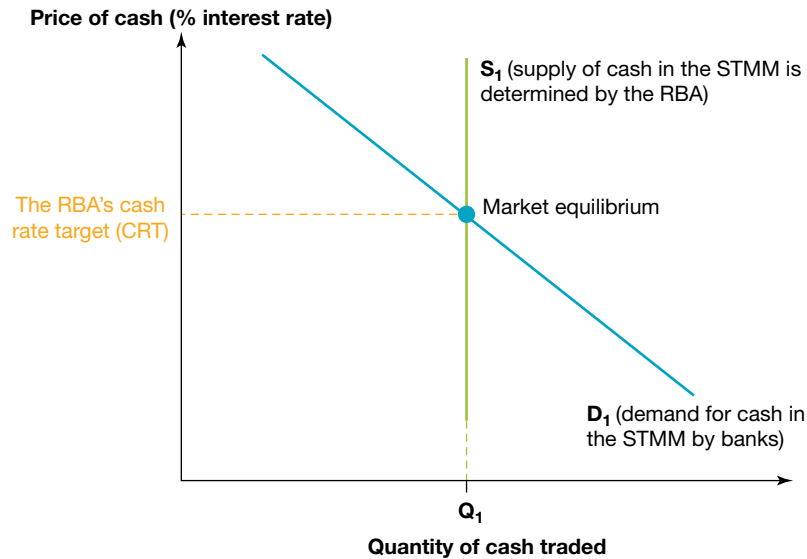 Price of cash (% interest rate)
S₁ (supply of cash in the STMM is
determined by the RBA)
The RBA’s cash
rate target (CRT)
Market equilibrium
D₁ (demand for cash in
the STMM by banks)
Q₁
Quantity of cash traded